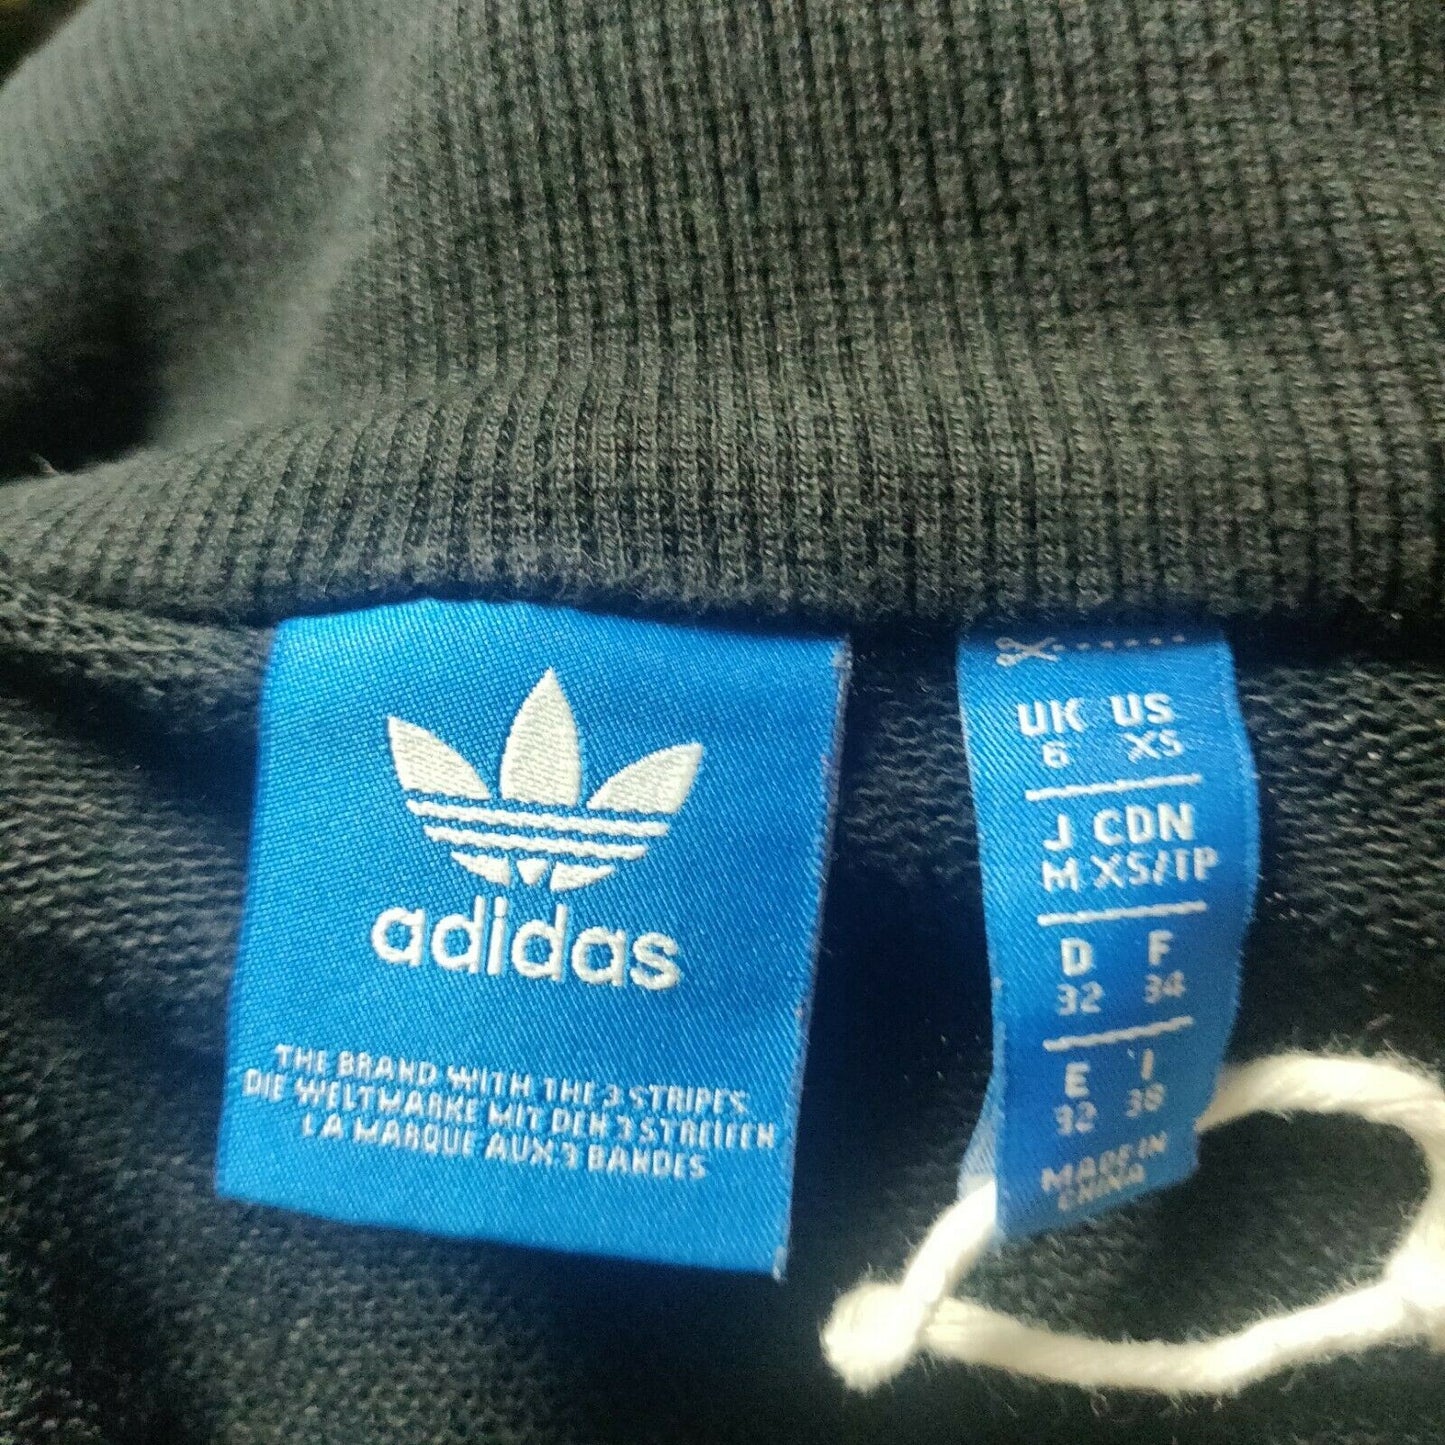 adidas
THE BRAND WITH THE 3 STRIPES
DIE WELTMARKE MIT DEN 3 STREIFEN
LA MARQUE AUX 3 BANDES
UK US
6 XS
J CDN
M XS/TP
D F
32 34
E I
32 38
MADE IN
CHINA